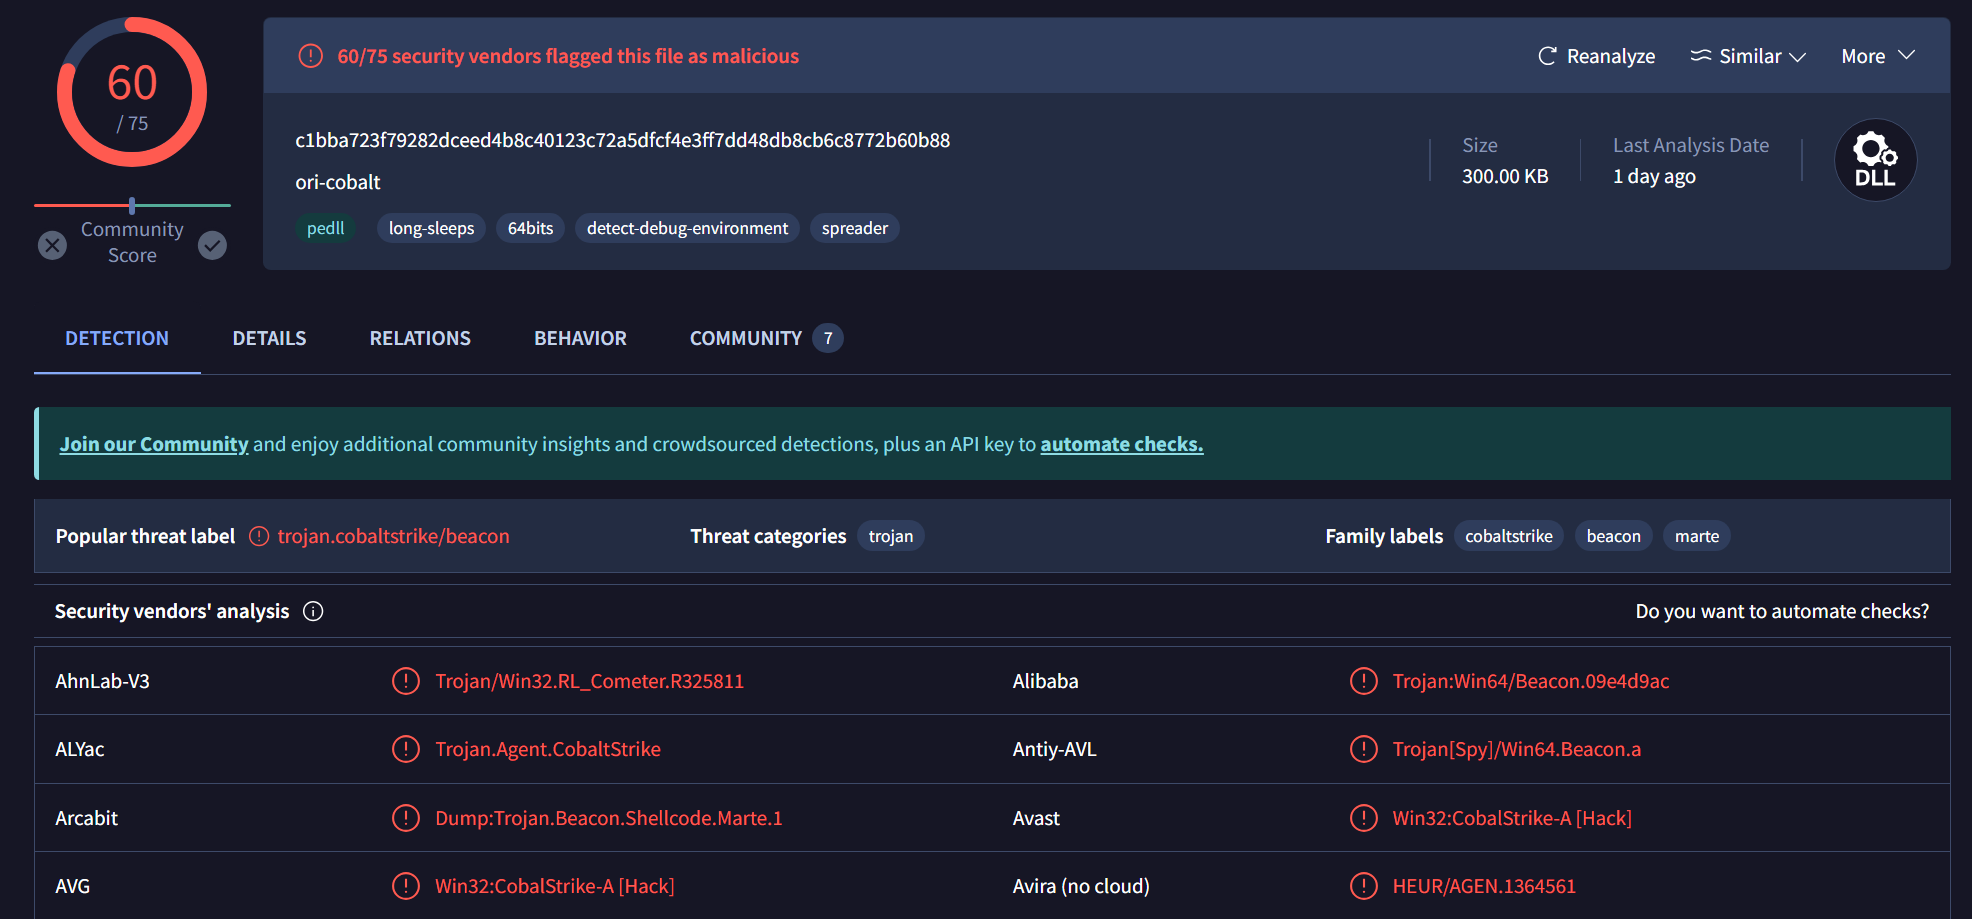 60
/ 75
Community
Score
60/75 security vendors flagged this file as malicious
Reanalyze
Similar
More
c1bba723f79282dceed4b8c40123c72a5dfcf4e3ff7dd48db8cb6c8772b60b88
ori-cobalt
pedll long-sleeps 64bits detect-debug-environment spreader
Size
300.00 KB
Last Analysis Date
1 day ago
DLL
DETECTION DETAILS RELATIONS BEHAVIOR COMMUNITY 7
Join our Community and enjoy additional community insights and crowdsourced detections, plus an API key to automate checks.
Popular threat label trojan.cobaltstrike/beacon Threat categories trojan Family labels cobaltstrike beacon marte
Security vendors' analysis Do you want to automate checks?
AhnLab-V3 Trojan/Win32.RL_Cometer.R325811 Alibaba Trojan:Win64/Beacon.09e4d9ac
ALYac Trojan.Agent.CobaltStrike Antiy-AVL Trojan[Spy]/Win64.Beacon.a
Arcabit Dump:Trojan.Beacon.Shellcode.Marte.1 Avast Win32:CobalStrike-A [Hack]
AVG Win32:CobalStrike-A [Hack] Avira (no cloud) HEUR/AGEN.1364561